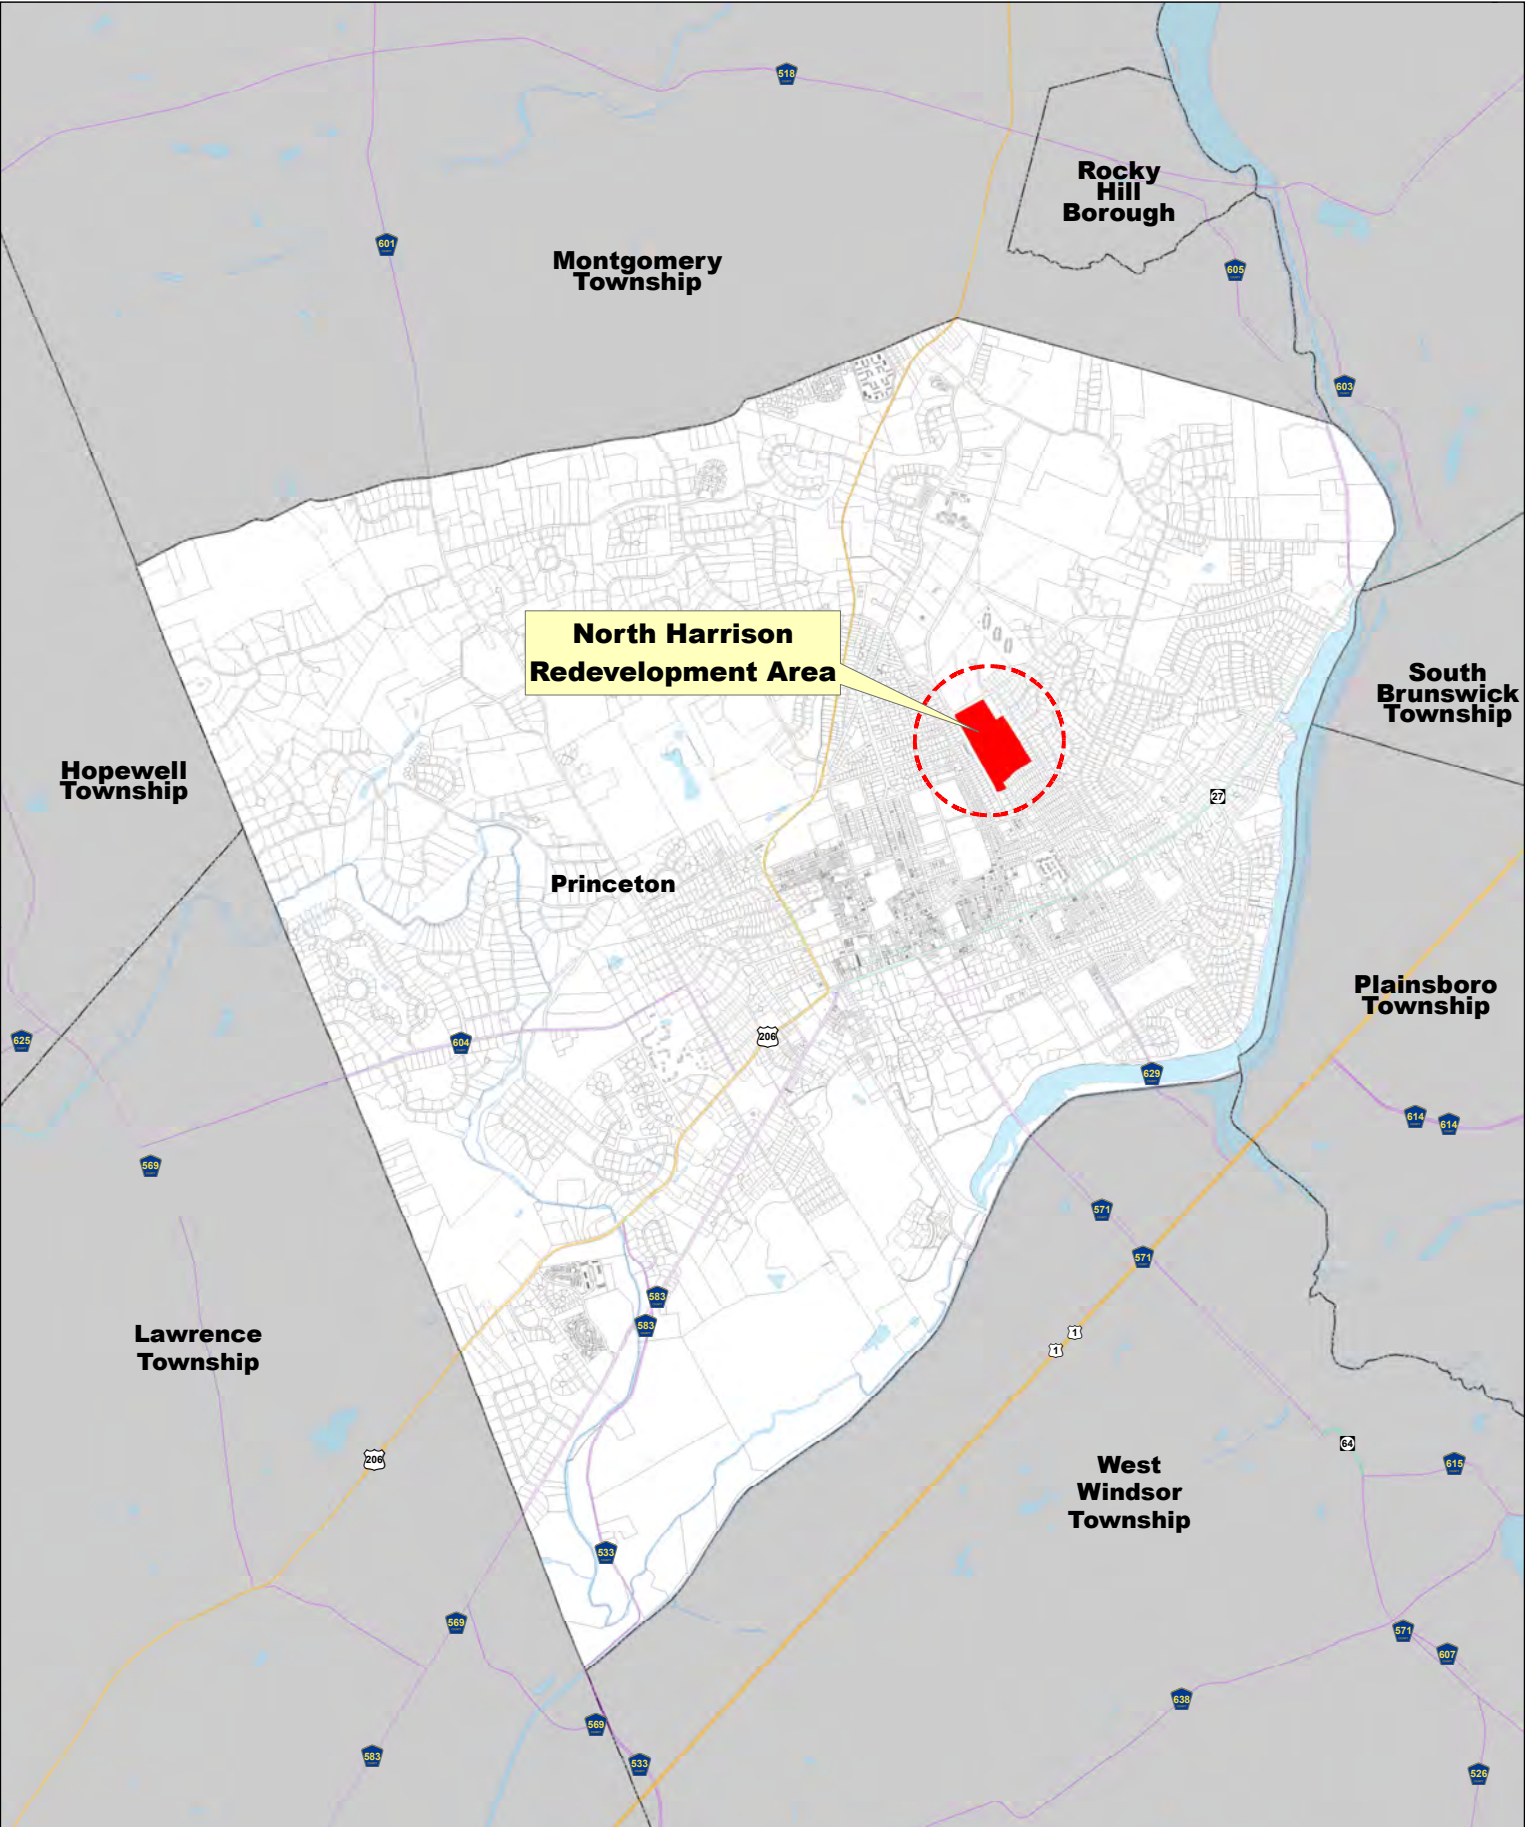 518
Rocky
Hill
Borough
601
Montgomery
Township
605
603
North Harrison
Redevelopment Area
South
Brunswick
Township
Hopewell
Township
27
Princeton
Plainsboro
Township
625
604
206
629
614
614
569
571
571
583
583
Lawrence
Township
1
1
206
64
West
Windsor
Township
615
533
569
571
607
638
569
583
533
526